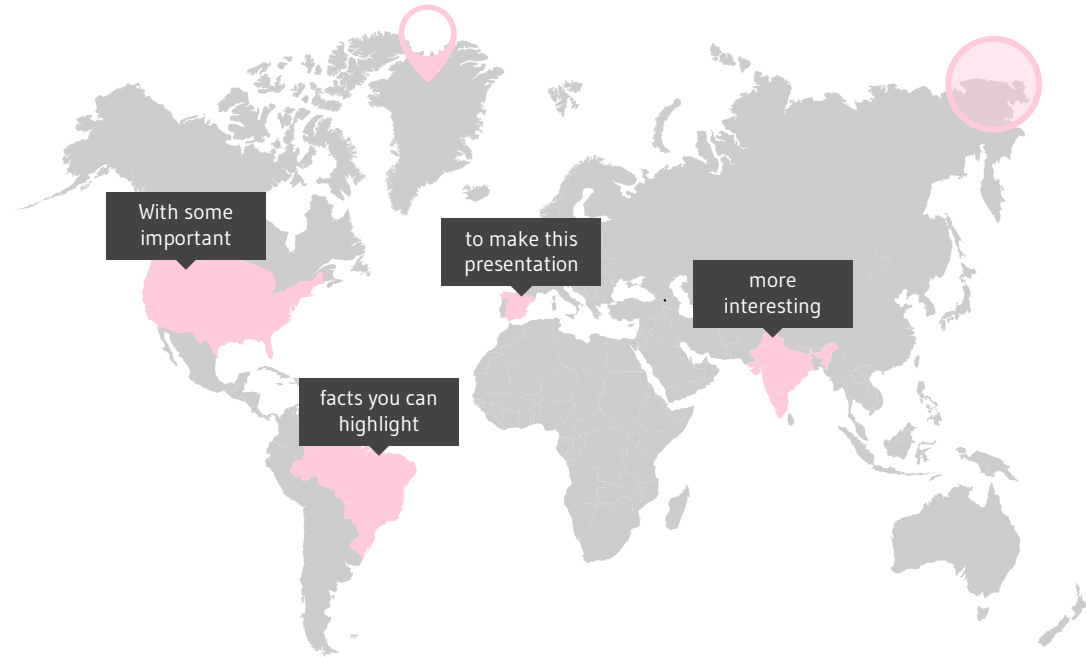 With some
important
facts you can
highlight
to make this
presentation
more
interesting